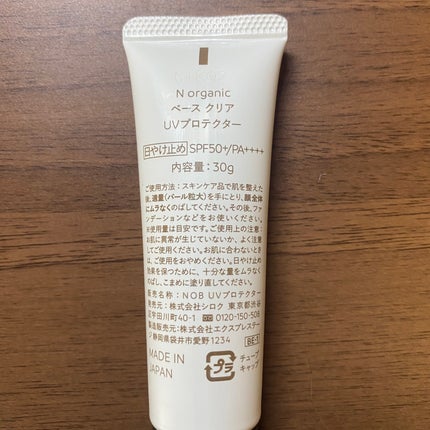 N organic
ベース クリア
UVプロテクター
日やけ止め SPF50+/PA++++
内容量：30g
ご使用方法：スキンケア品で肌を整えた
後、適量（パール粒大）を手にとり、顔全体
にムラなくのばしてください。その後、ファ
ンデーションなどをお使いください。
※使用量は目安です。ご使用上の注意：
お肌に異常が生じていないか、よく注意
してご使用ください。お肌に合わないとき
は、ご使用をおやめください。日やけ止め
効果を保つために、十分な量をムラなく
のばし、こまめに塗り直してください。
販売名称：NOB UVプロテクター
発売元：株式会社シロク 東京都渋谷
区宇田川町40-1 0120-150-508
製造販売元：株式会社エクスプレステー
ジ静岡県袋井市愛野1234 BE-1
MADE IN
JAPAN
プラ
チューブ
キャップ